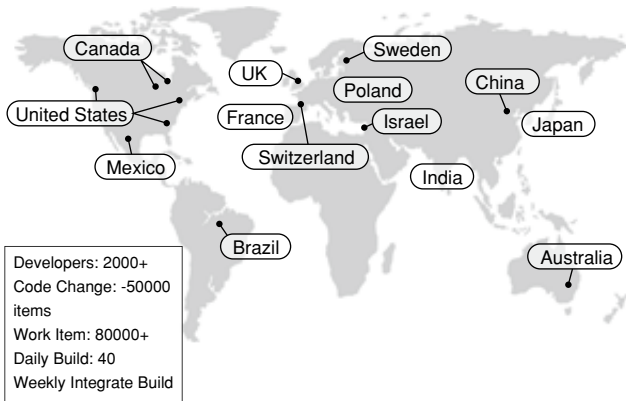 Canada
Sweden
UK
China
Poland
United States
France
Israel
Japan
Switzerland
Mexico
India
Brazil
Australia
Developers: 2000+
Code Change: -50000
items
Work Item: 80000+
Daily Build: 40
Weekly Integrate Build